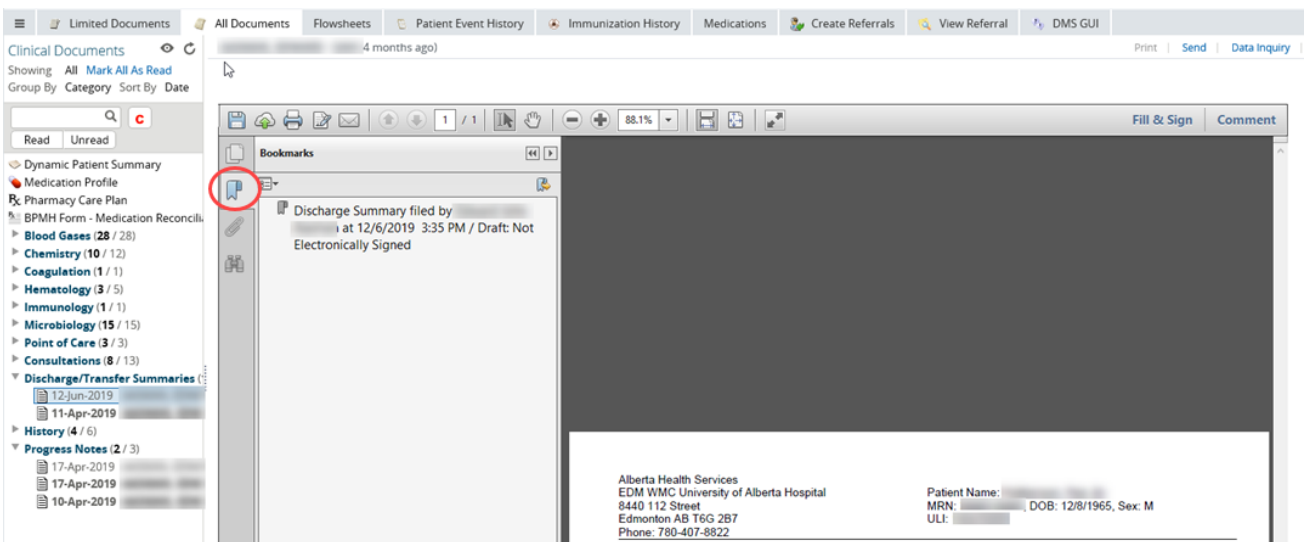 Limited Documents All Documents Flowsheets Patient Event History Immunization History Medications Create Referrals View Referral DMS GUI
Clinical Documents
4 months ago)
Print | Send | Data Inquiry |
Showing All Mark All As Read
Group By Category Sort By Date
C
Read Unread
1 / 1
88.1%
Fill & Sign Comment
Bookmarks
Dynamic Patient Summary
Medication Profile
Rx Pharmacy Care Plan
BPMH Form - Medication Reconcili
Blood Gases (28 / 28)
Chemistry (10 / 12)
Coagulation (1 / 1)
Hematology (3 / 5)
Immunology (1 / 1)
Microbiology (15 / 15)
Point of Care (3 / 3)
Consultations (8 / 13)
Discharge/Transfer Summaries (
12-Jun-2019
11-Apr-2019
History (4 / 6)
Progress Notes (2 / 3)
17-Apr-2019
17-Apr-2019
10-Apr-2019
Discharge Summary filed by
at 12/6/2019 3:35 PM / Draft: Not
Electronically Signed
Alberta Health Services
EDM WMC University of Alberta Hospital
8440 112 Street
Edmonton AB T6G 2B7
Phone: 780-407-8822
Patient Name:
MRN: , DOB: 12/8/1965, Sex: M
ULI: